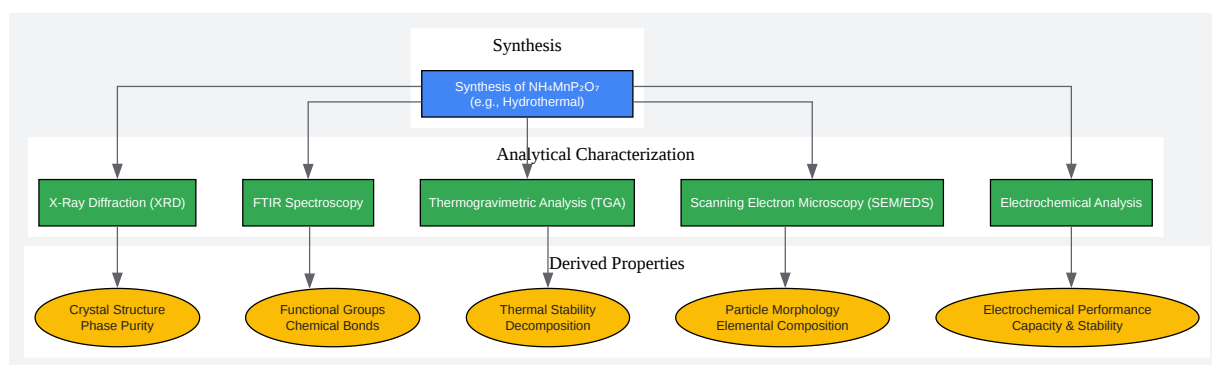 Synthesis
Synthesis of NH₄MnP₂O₇
(e.g., Hydrothermal)
Analytical Characterization
X-Ray Diffraction (XRD)
FTIR Spectroscopy
Thermogravimetric Analysis (TGA)
Scanning Electron Microscopy (SEM/EDS)
Electrochemical Analysis
Derived Properties
Crystal Structure
Phase Purity
Functional Groups
Chemical Bonds
Thermal Stability
Decomposition
Particle Morphology
Elemental Composition
Electrochemical Performance
Capacity & Stability